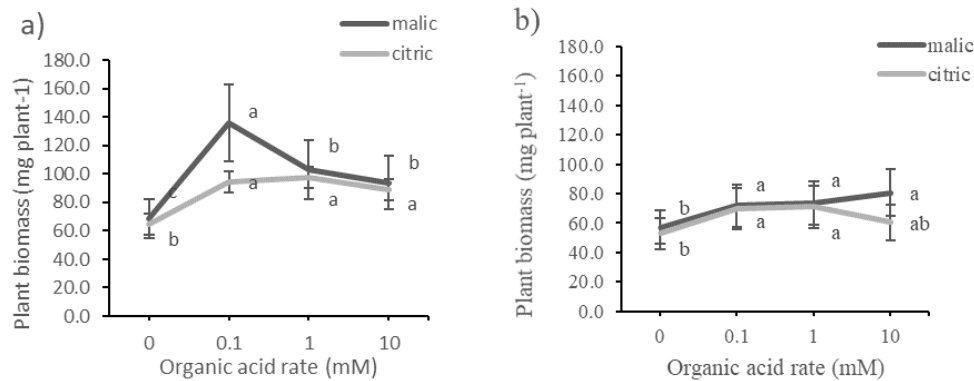 a)
malic
citric
180.0
160.0
140.0
120.0
100.0
80.0
60.0
40.0
20.0
0.0
Plant biomass (mg plant-1)
a
b
b
a
a
a
b
0
0.1
1
10
Organic acid rate (mM)
b)
malic
citric
180.0
160.0
140.0
120.0
100.0
80.0
60.0
40.0
20.0
0.0
Plant biomass (mg plant⁻¹)
b
a
a
a
b
a
a
ab
0
0.1
1
10
Organic acid rate (mM)